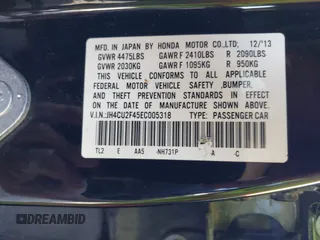 MFD. IN JAPAN BY HONDA MOTOR CO.,LTD. 12/'13
GVWR 4475LBS GAWR F 2410LBS R 2090LBS
GVWR 2030KG GAWR F 1095KG R 950KG
THIS VEHICLE CONFORMS TO ALL APPLICABLE
FEDERAL MOTOR VEHICLE SAFETY ,BUMPER,
AND THEFT PREVENTION STANDARDS IN EFFECT
ON THE DATE OF MANUFACTURE SHOWN ABOVE.
V.I.N.:JH4CU2F45EC005318 TYPE: PASSENGER CAR
TL2 E AA5 -NH731P A -C
DREAMBID